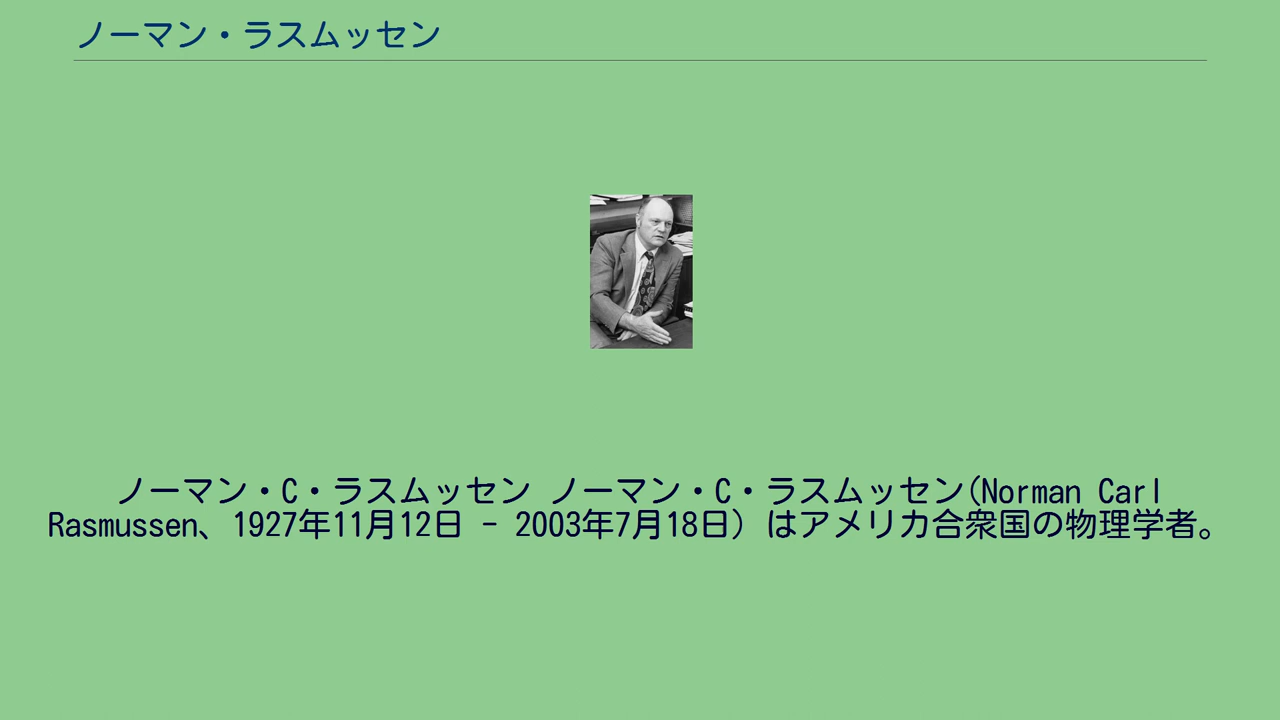 ノーマン・ラスムッセン
ノーマン・C・ラスムッセン ノーマン・C・ラスムッセン(Norman Carl
Rasmussen、1927年11月12日 - 2003年7月18日) はアメリカ合衆国の物理学者。